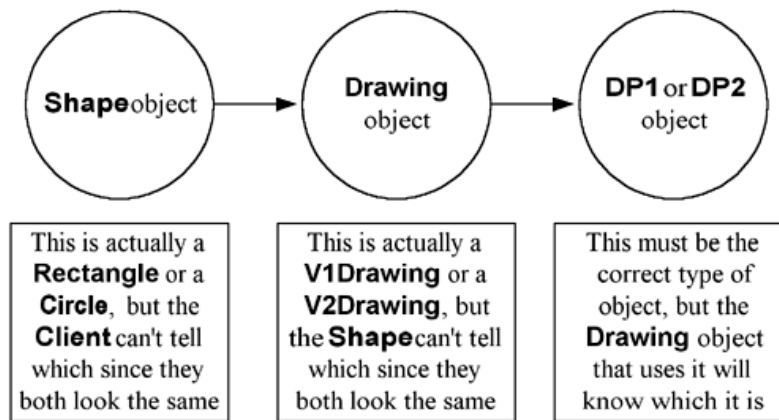 Shape object
Drawing
object
DP1 or DP2
object
This is actually a
Rectangle or a
Circle, but the
Client can't tell
which since they
both look the same
This is actually a
V1Drawing or a
V2Drawing, but
the Shape can't tell
which since they
both look the same
This must be the
correct type of
object, but the
Drawing object
that uses it will
know which it is